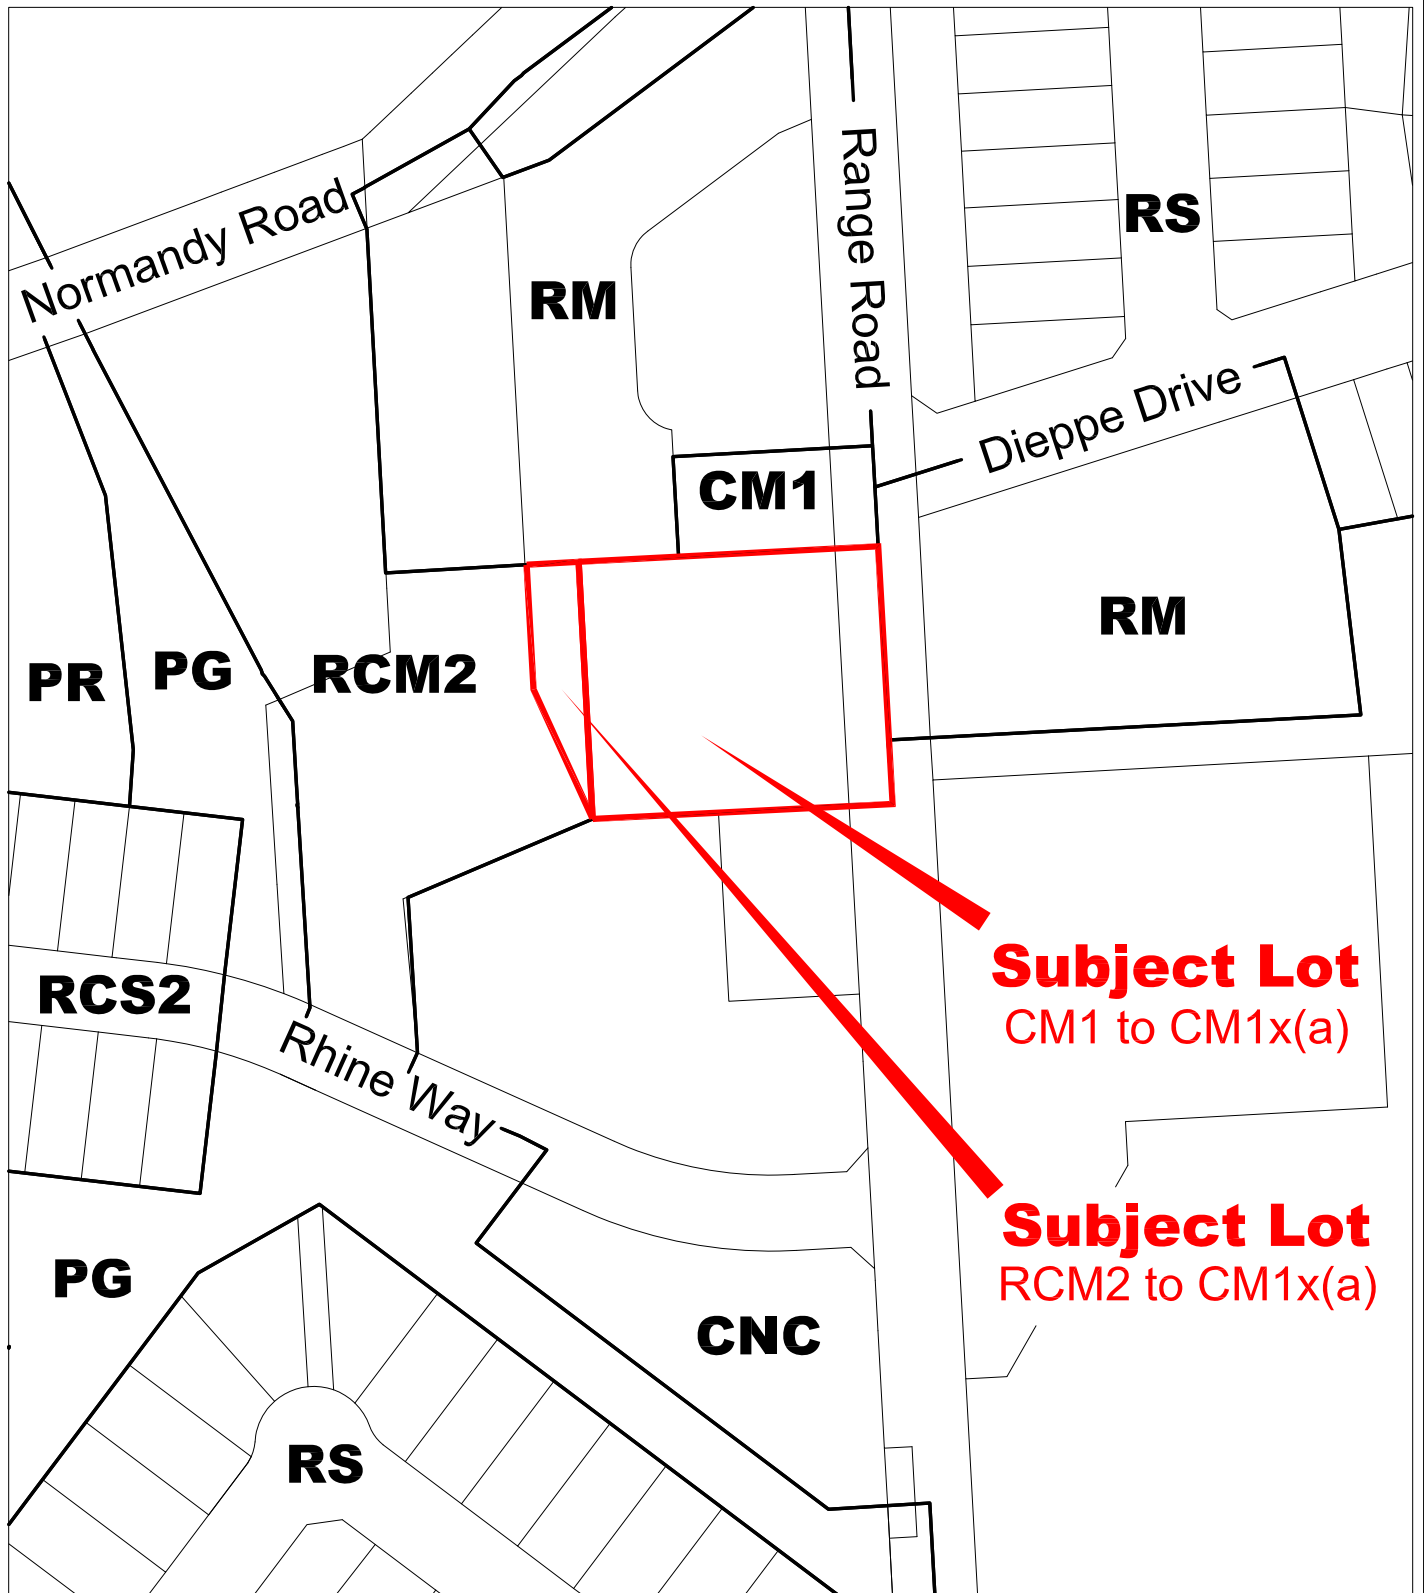 Normandy Road
Range Road
RS
RM
Dieppe Drive
CM1
RM
PR
PG
RCM2
Subject Lot
CM1 to CM1x(a)
RCS2
Rhine Way
Subject Lot
RCM2 to CM1x(a)
PG
CNC
RS